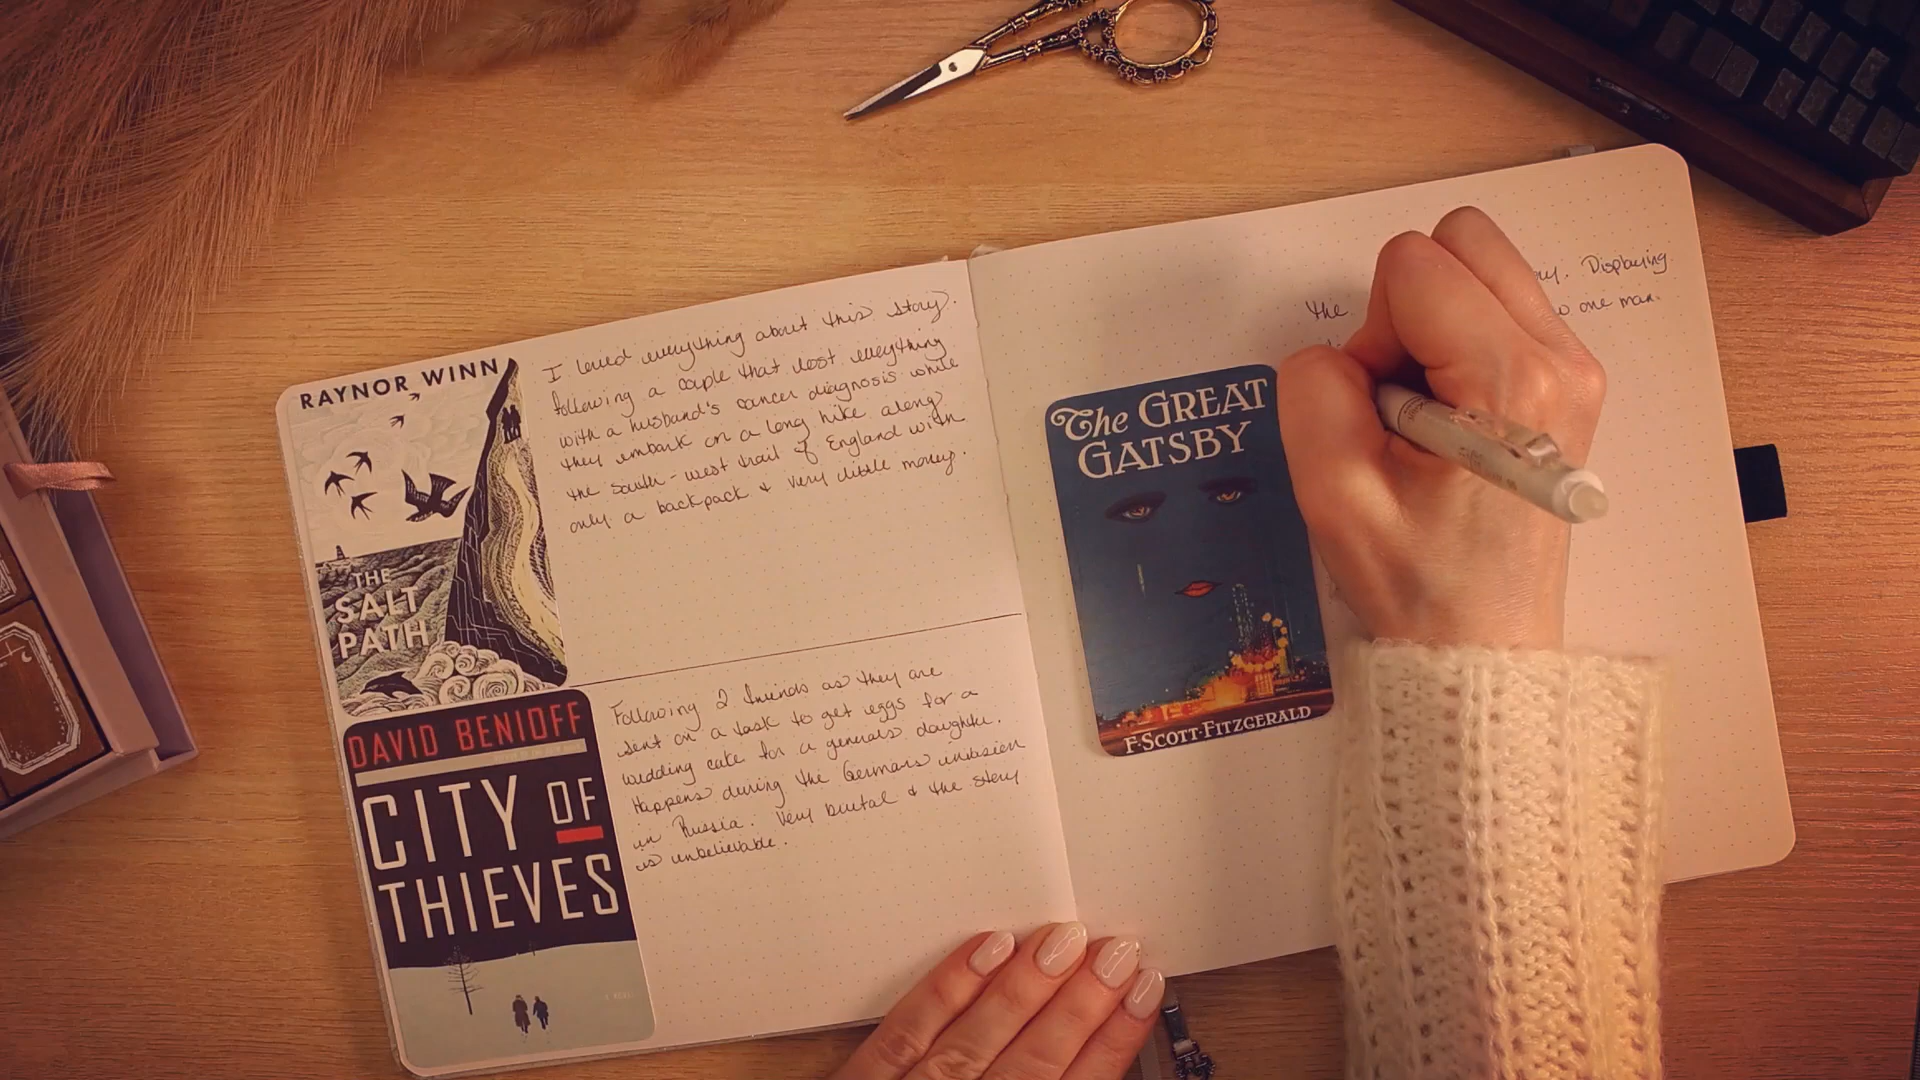 RAYNOR WINN
THE
SALT
PATH
I loved everything about this story.
following a couple that lost everything
with a husband's cancer diagnosis while
they embark on a long hike along
the south-west trail of England with
only a backpack & very little money.
DAVID BENIOFF
CITY OF
THIEVES
Following 2 friends as they are
sent on a task to get eggs for a
wedding cake for a generals daughter.
Happens during the Germans invasion
in Russia. Very brutal & the story
is unbelievable.
The GREAT
GATSBY
F·SCOTT·FITZGERALD
The Displaying
one man.